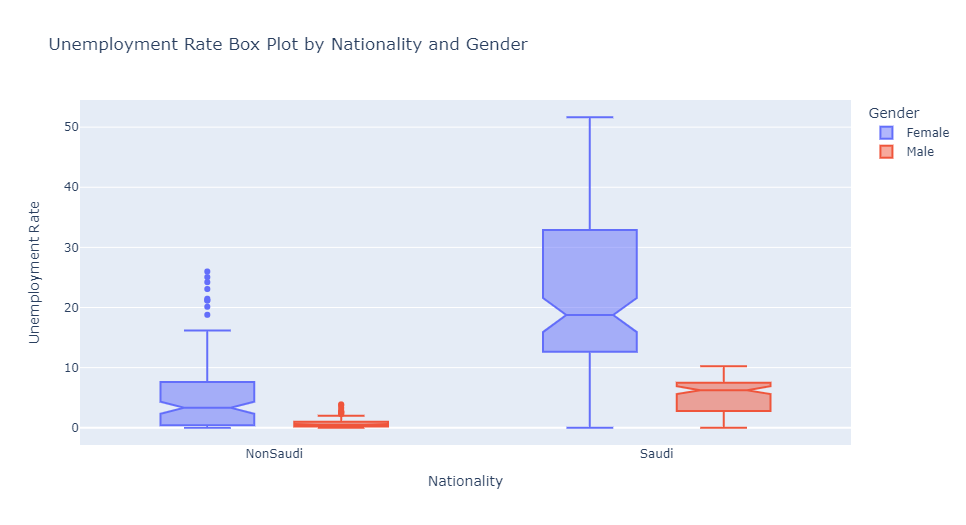 Unemployment Rate Box Plot by Nationality and Gender
Gender
Female
Male
50
40
30
20
10
0
Unemployment Rate
NonSaudi
Saudi
Nationality